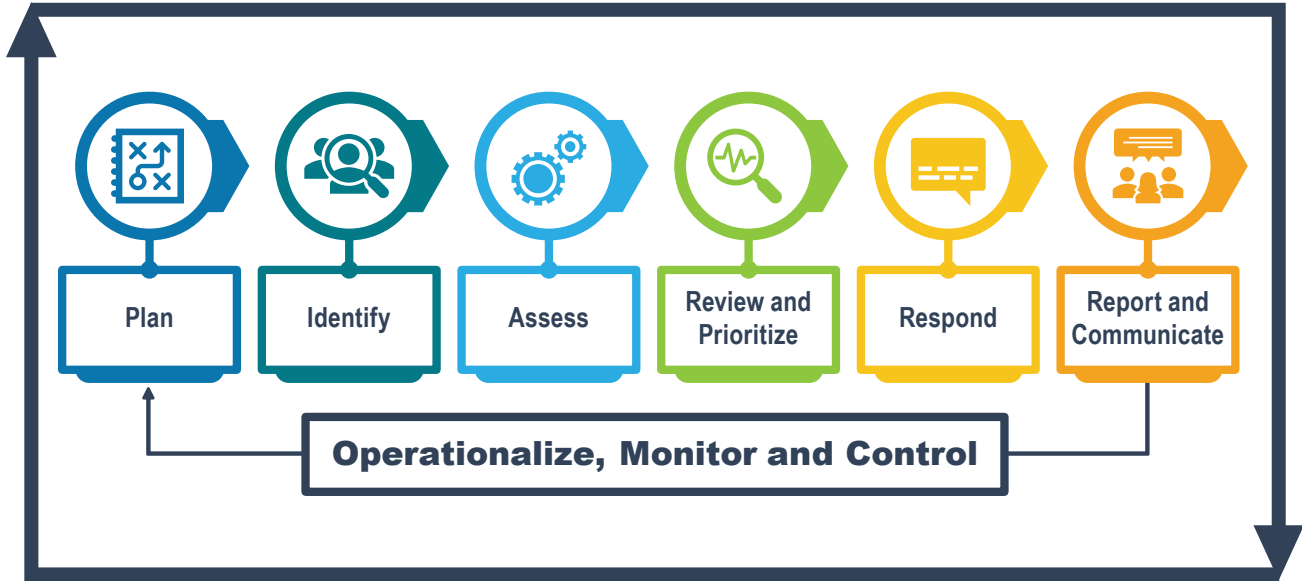 Plan
Identify
Assess
Review and
Prioritize
Respond
Report and
Communicate
Operationalize, Monitor and Control